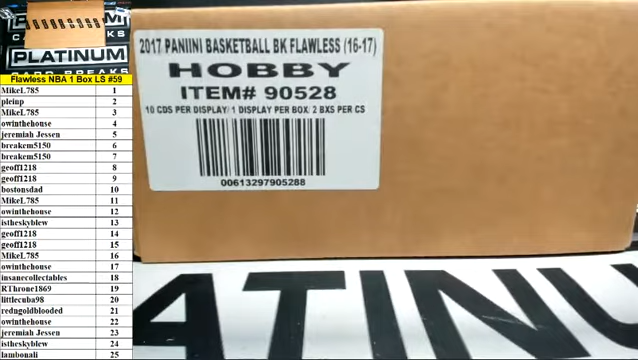 PLATINUM
Flawless NBA 1 Box LS #59
MikeL785 1
pleinp 2
MikeL785 3
owinthehouse 4
jeremiah Jessen 5
breakem5150 6
breakem5150 7
geoff1218 8
geoff1218 9
bostonsdad 10
MikeL785 11
owinthehouse 12
istheskyblew 13
geoff1218 14
geoff1218 15
MikeL785 16
owinthehouse 17
insanecollectables 18
RThrone1869 19
littlecuba98 20
redngoldblooded 21
owinthehouse 22
jeremiah Jessen 23
istheskyblew 24
lambonali 25
2017 PANIINI BASKETBALL BK FLAWLESS (16-17)
HOBBY
ITEM# 90528
10 CDS PER DISPLAY/ 1 DISPLAY PER BOX/ 2 BXS PER CS
00613297905288
ATINU